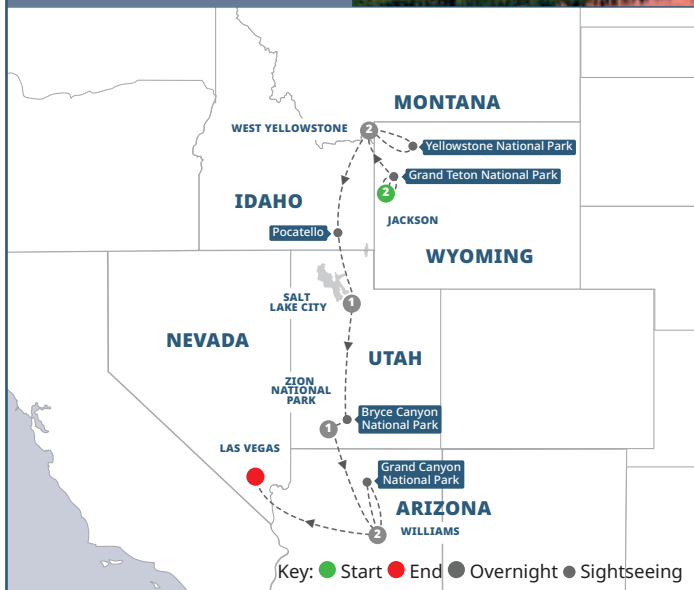 MONTANA
2
WEST YELLOWSTONE
Yellowstone National Park
Grand Teton National Park
2
IDAHO
JACKSON
Pocatello
WYOMING
SALT
LAKE CITY
1
NEVADA
UTAH
ZION
NATIONAL
PARK
Bryce Canyon
National Park
1
LAS VEGAS
Grand Canyon
National Park
ARIZONA
WILLIAMS
2
Key: Start End Overnight Sightseeing